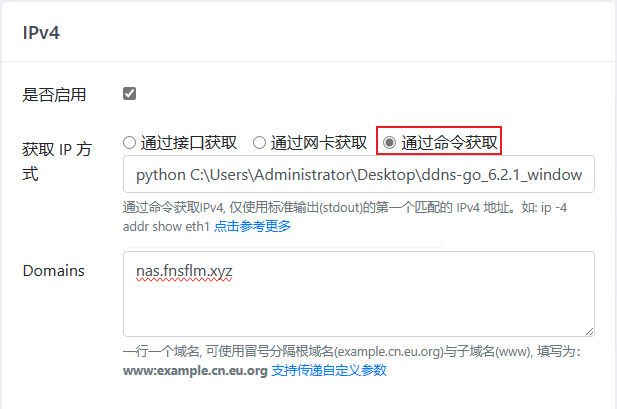 IPv4
是否启用
获取 IP 方式
通过接口获取 通过网卡获取 通过命令获取
python C:\Users\Administrator\Desktop\ddns-go_6.2.1_window
通过命令获取IPv4, 仅使用标准输出(stdout)的第一个匹配的 IPv4 地址。如: ip -4
addr show eth1 点击参考更多
Domains
nas.fnsflm.xyz
一行一个域名, 可使用冒号分隔根域名(example.cn.eu.org)与子域名(www), 填写为：
www:example.cn.eu.org 支持传递自定义参数